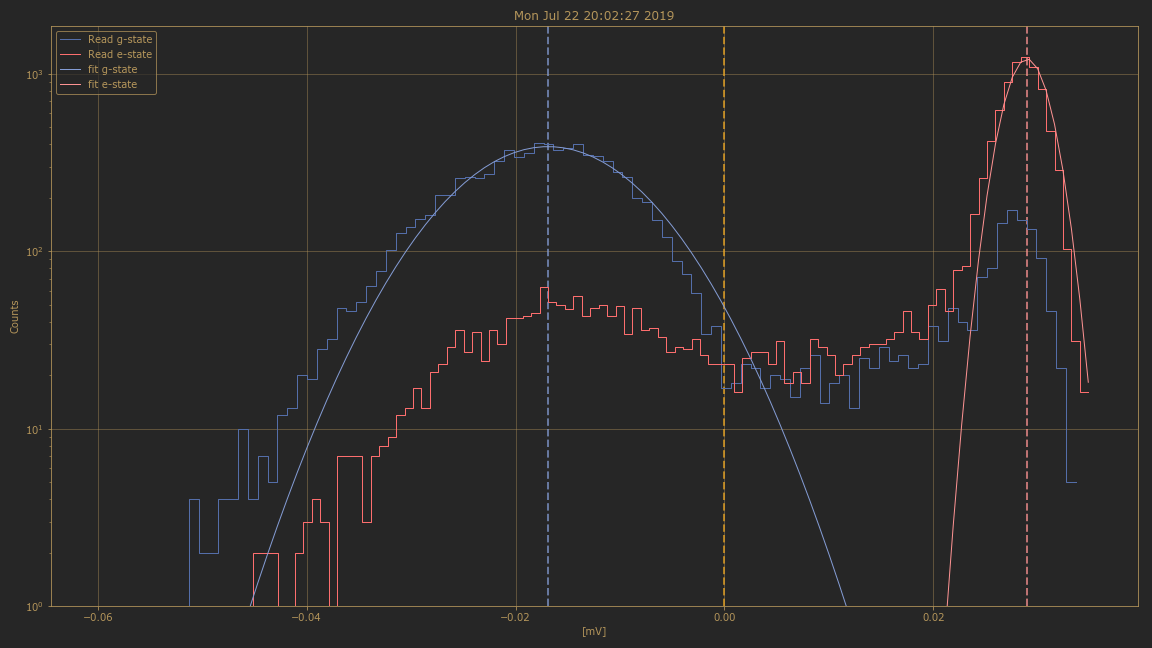 Mon Jul 22 20:02:27 2019
Read g-state
Read e-state
fit g-state
fit e-state
10³
10²
10¹
10⁰
Counts
−0.06
−0.04
−0.02
0.00
0.02
[mV]